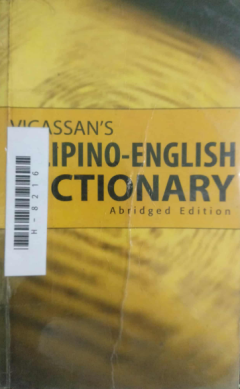 VICASSAN'S
IPINO-ENGLISH
CTIONARY
Abridged Edition
H-8216